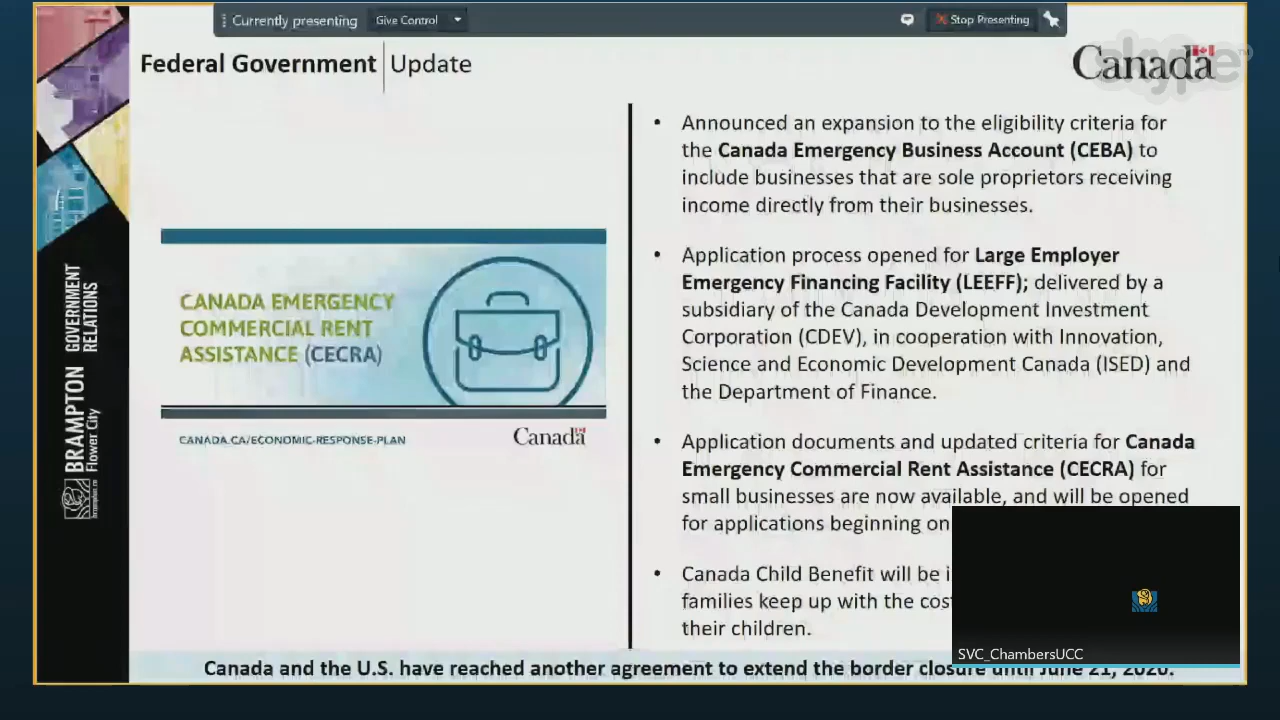 Currently presenting
Give Control
Stop Presenting
Federal Government Update
Canada
skype™
Announced an expansion to the eligibility criteria for
the Canada Emergency Business Account (CEBA) to
include businesses that are sole proprietors receiving
income directly from their businesses.
Application process opened for Large Employer
Emergency Financing Facility (LEEFF); delivered by a
subsidiary of the Canada Development Investment
Corporation (CDEV), in cooperation with Innovation,
Science and Economic Development Canada (ISED) and
the Department of Finance.
Application documents and updated criteria for Canada
Emergency Commercial Rent Assistance (CECRA) for
small businesses are now available, and will be opened
for applications beginning on
Canada Child Benefit will be
families keep up with the
their children.
CANADA EMERGENCY
COMMERCIAL RENT
ASSISTANCE (CECRA)
CANADA.CA/ECONOMIC-RESPONSE-PLAN
Canada
BRAMPTON GOVERNMENT
Flower City RELATIONS
brampton.ca
SVC_ChambersUCC
Canada and the U.S. have reached another agreement to extend the border closure until June 21, 2020.